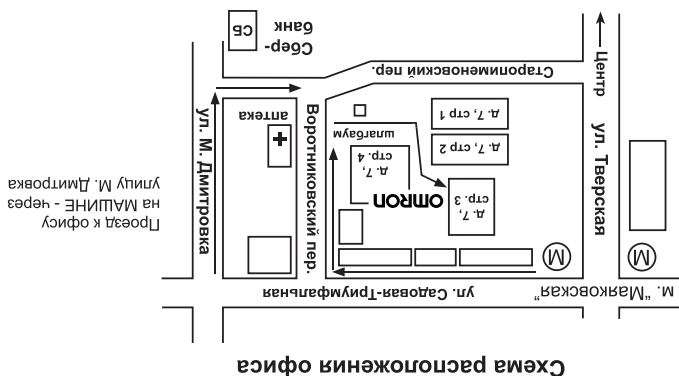 Схема расположения офиса
м. "Маяковская"
ул. Садовая-Триумфальная
М
М
ул. Тверская
Центр
Воротниковский пер.
ул. М. Дмитровка
Проезд к офису
на МАШИНЕ - через
улицу М. Дмитровка
д. 7,
стр. 3
OMRON
д. 7,
стр. 4
шлагбаум
д. 7, стр 2
д. 7, стр 1
аптека
Старопименовский пер.
Сбер-
банк
СБ